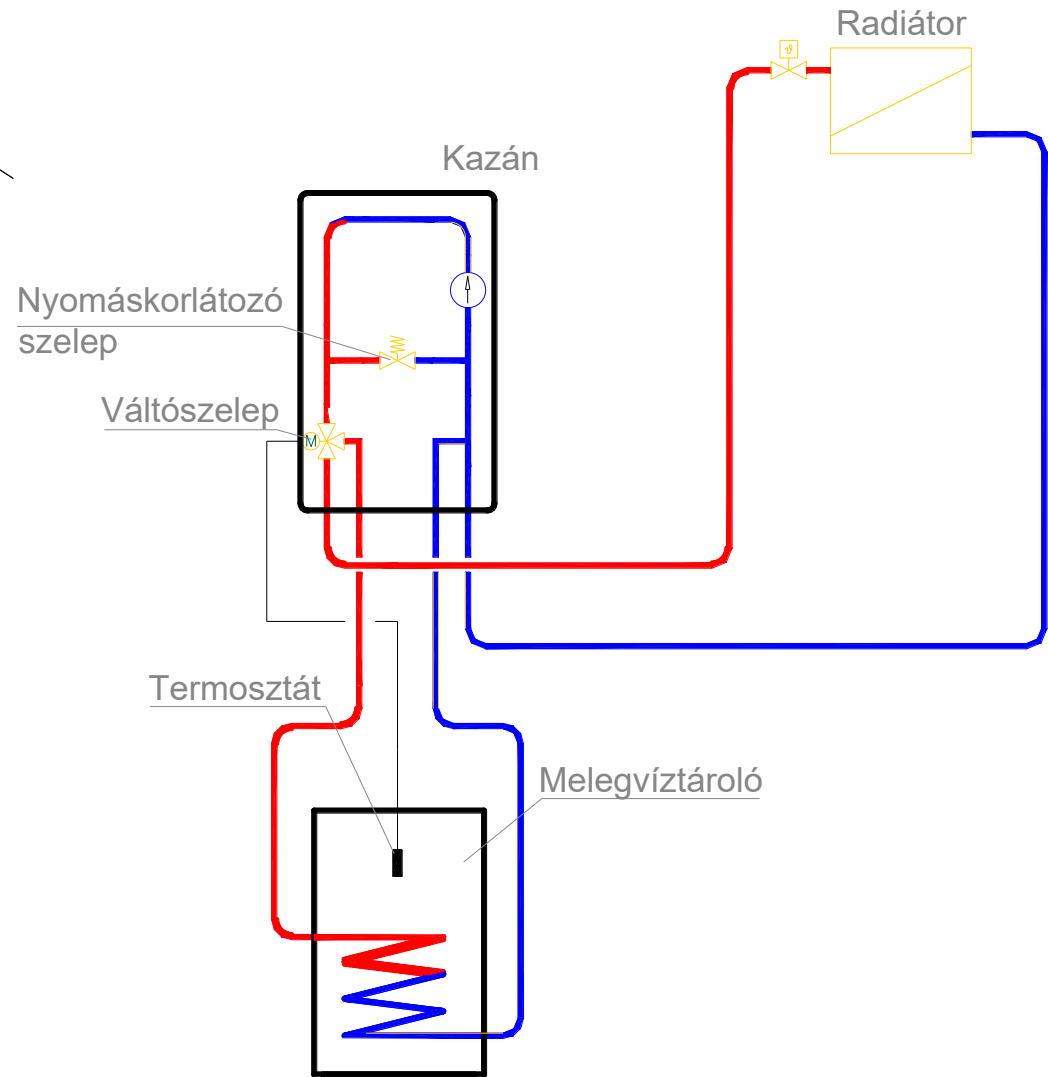 Radiátor
ϑ
Kazán
Nyomáskorlátozó
szelep
Váltószelep
M
Termosztát
Melegvíztároló